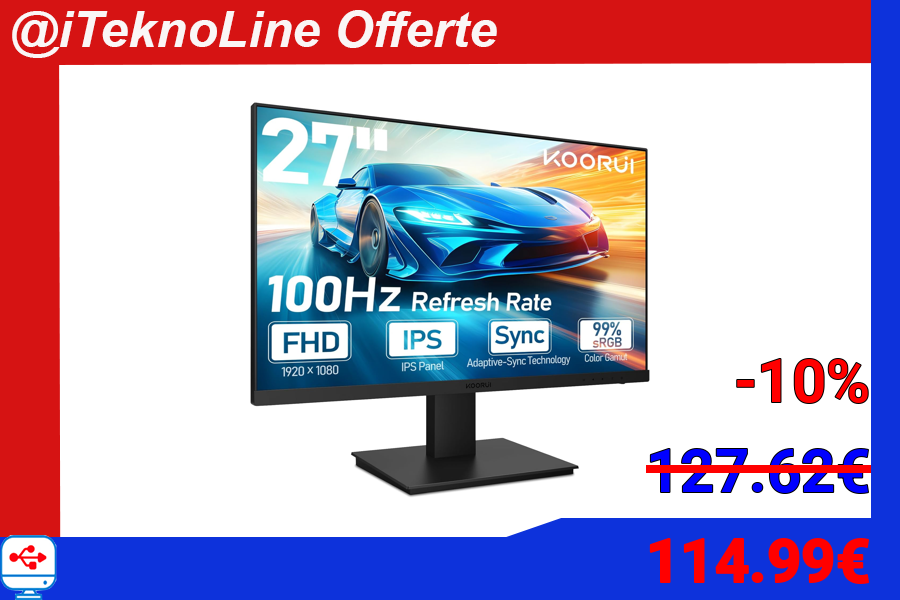 @iTeknoLine Offerte
27"
KOORUI
100Hz Refresh Rate
FHD
1920 x 1080
IPS
IPS Panel
Sync
Adaptive-Sync Technology
99%
sRGB
Color Gamut
KOORUI
-10%
127.62€
114.99€